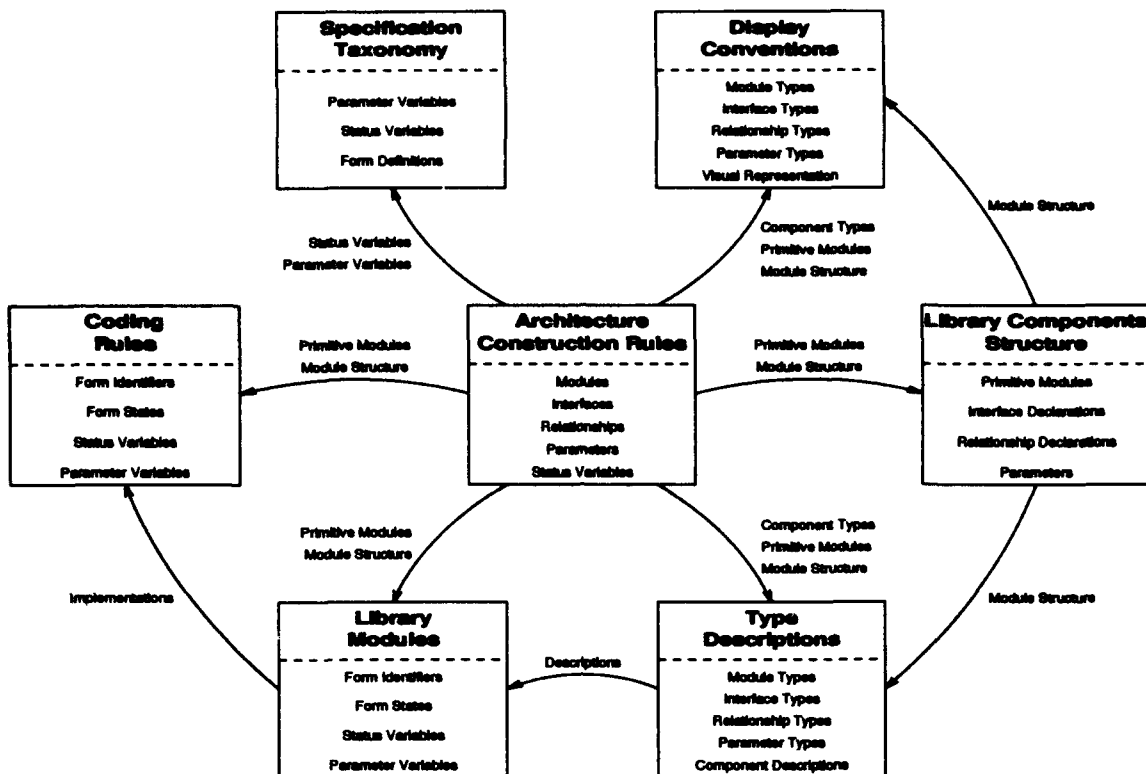 Specification
Taxonomy
Parameter Variables
Status Variables
Form Definitions
Display
Conventions
Module Types
Interface Types
Relationship Types
Parameter Types
Visual Representation
Status Variables
Parameter Variables
Component Types
Primitive Modules
Module Structure
Module Structure
Coding
Rules
Form Identifiers
Form States
Status Variables
Parameter Variables
Primitive Modules
Module Structure
Architecture
Construction Rules
Modules
Interfaces
Relationships
Parameters
Status Variables
Primitive Modules
Module Structure
Library Components
Structure
Primitive Modules
Interface Declarations
Relationship Declarations
Parameters
Primitive Modules
Module Structure
Component Types
Primitive Modules
Module Structure
Implementations
Module Structure
Library
Modules
Form Identifiers
Form States
Status Variables
Parameter Variables
Descriptions
Type
Descriptions
Module Types
Interface Types
Relationship Types
Parameter Types
Component Descriptions